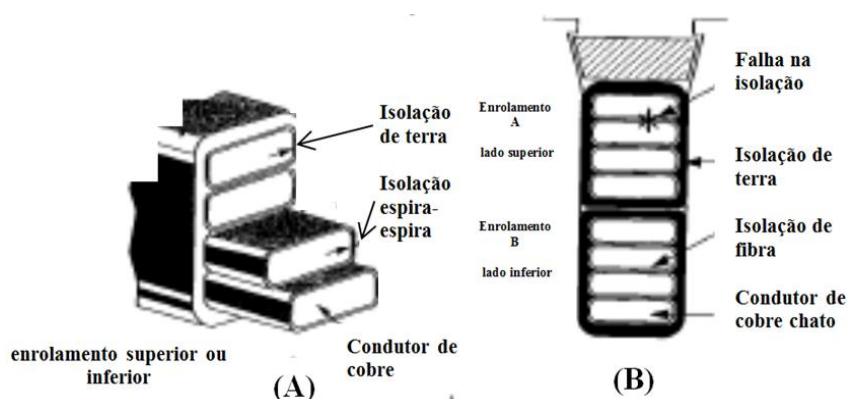 Isolação
de terra
Isolação
espira-
espira
Condutor de
cobre
enrolamento superior ou
inferior
(A)
Enrolamento
A
lado superior
Enrolamento
B
lado inferior
Falha na
isolação
Isolação de
terra
Isolação de
fibra
Condutor de
cobre chato
(B)